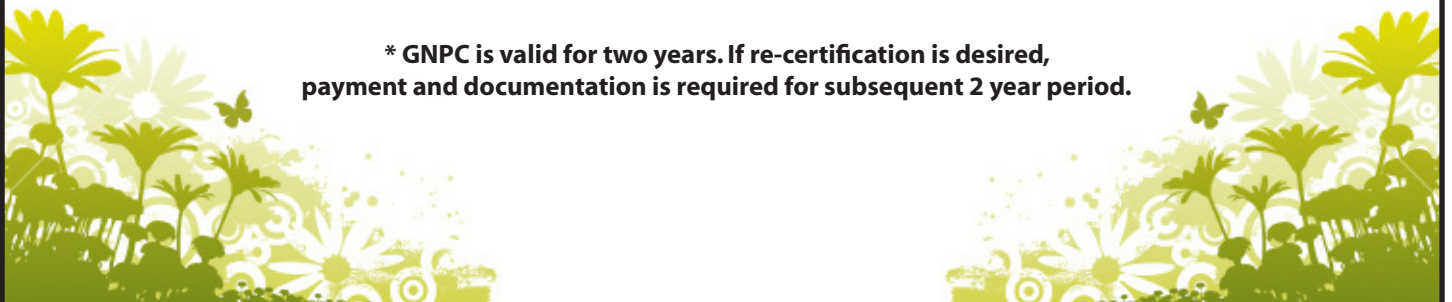 * GNPC is valid for two years. If re-certification is desired,
payment and documentation is required for subsequent 2 year period.